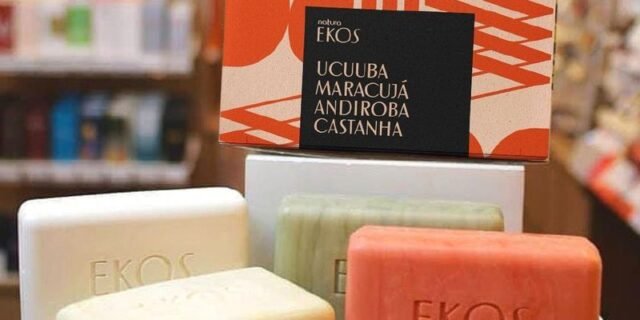 natura
EKOS
UCUUBA
MARACUJÁ
ANDIROBA
CASTANHA
EKOS
EKOS